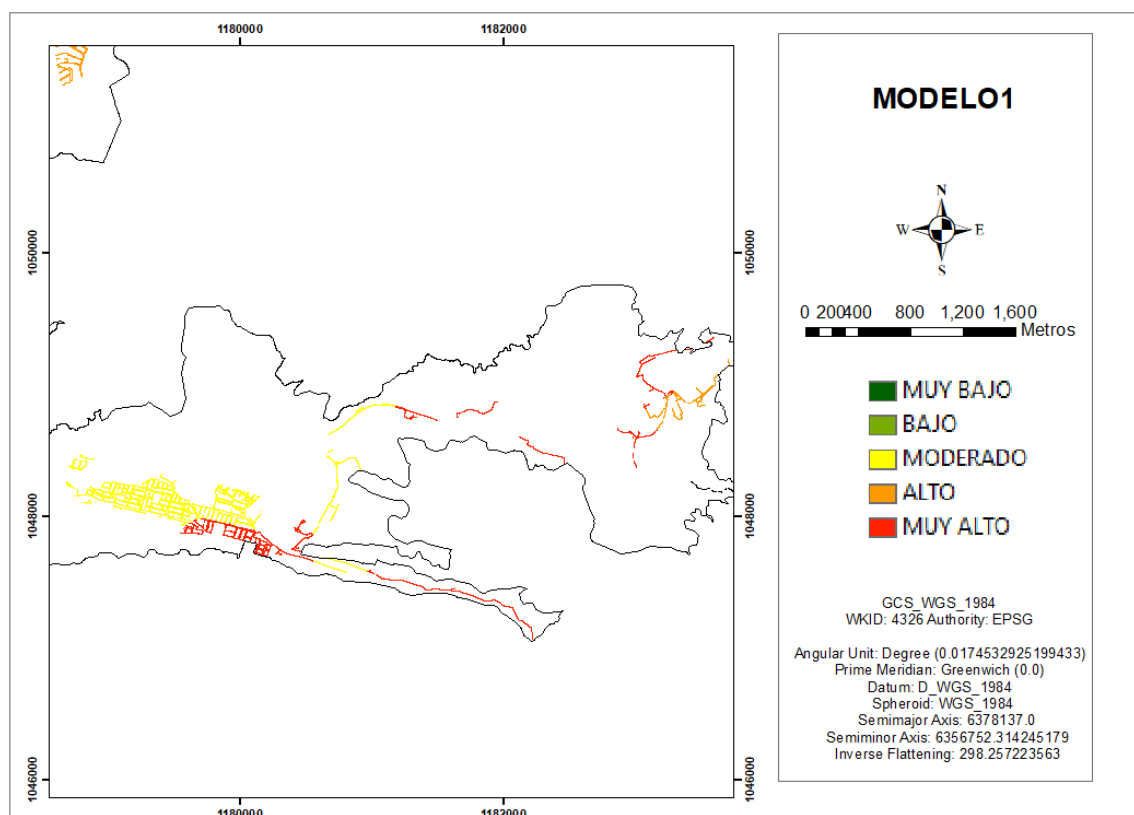 1180000 1182000
1050000 1050000
1048000 1048000
1046000 1046000
1180000 1182000
MODELO1
N
W E
S
0 200400 800 1,200 1,600
Metros
MUY BAJO
BAJO
MODERADO
ALTO
MUY ALTO
GCS_WGS_1984
WKID: 4326 Authority: EPSG
Angular Unit: Degree (0.0174532925199433)
Prime Meridian: Greenwich (0.0)
Datum: D_WGS_1984
Spheroid: WGS_1984
Semimajor Axis: 6378137.0
Semiminor Axis: 6356752.314245179
Inverse Flattening: 298.257223563